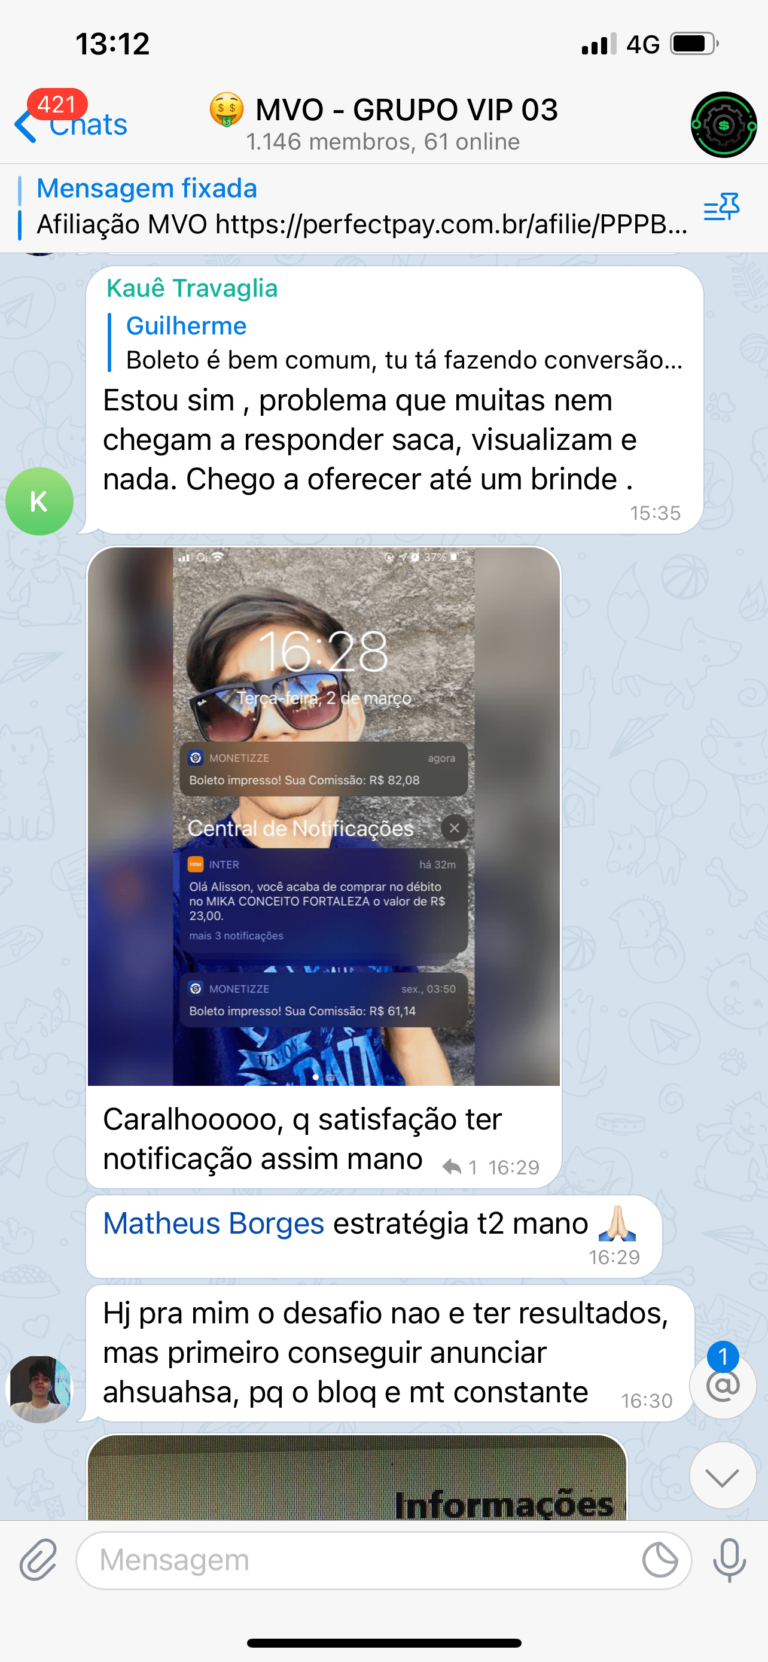 13:12
4G
421
Chats
🤑 MVO - GRUPO VIP 03
1.146 membros, 61 online
Mensagem fixada
Afiliação MVO https://perfectpay.com.br/afilie/PPPB...
Kauê Travaglia
Guilherme
Boleto é bem comum, tu tá fazendo conversão...
Estou sim , problema que muitas nem
chegam a responder saca, visualizam e
nada. Chego a oferecer até um brinde .
15:35
K
Oi
37%
16:28
Terça-feira, 2 de março
MONETIZZE
agora
Boleto impresso! Sua Comissão: R$ 82,08
Central de Notificações
inter
INTER
há 32m
Olá Alisson, você acaba de comprar no débito
no MIKA CONCEITO FORTALEZA o valor de R$
23,00.
mais 3 notificações
MONETIZZE
sex., 03:50
Boleto impresso! Sua Comissão: R$ 61,14
UNION
Caralhooooo, q satisfação ter
notificação assim mano
1 16:29
Matheus Borges estratégia t2 mano 🙏🏻
16:29
Hj pra mim o desafio nao e ter resultados,
mas primeiro conseguir anunciar
ahsuahsa, pq o bloq e mt constante
16:30
1
@
Informações
Mensagem